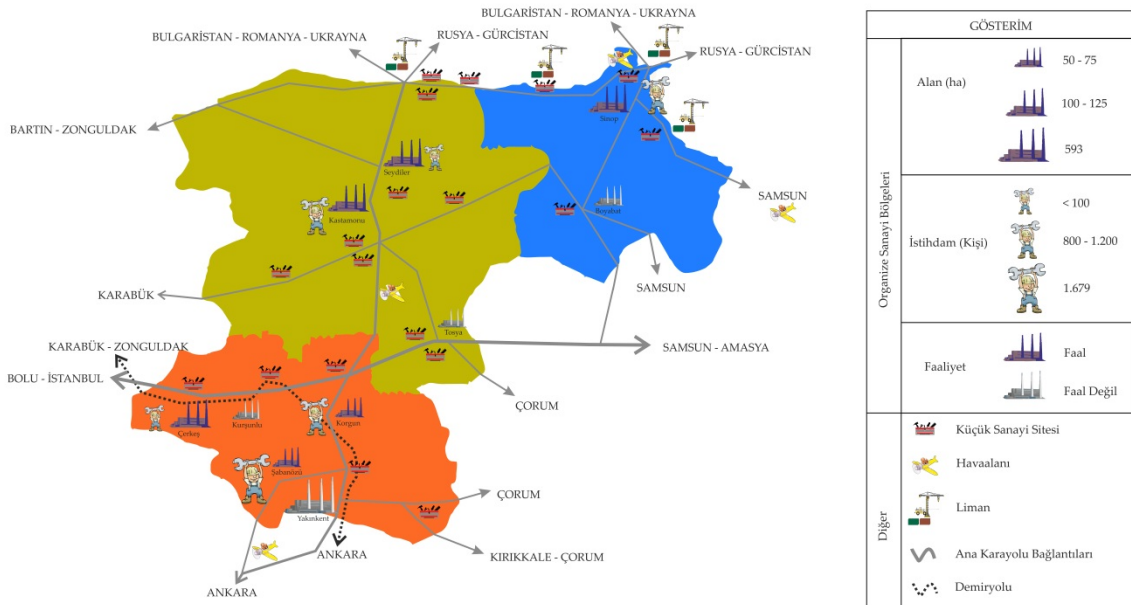 BULGARİSTAN - ROMANYA - UKRAYNA
RUSYA - GÜRCİSTAN
BULGARİSTAN - ROMANYA - UKRAYNA
RUSYA - GÜRCİSTAN
BARTIN - ZONGULDAK
Sinop
Seydiler
SAMSUN
Kastamonu
Boyabat
KARABÜK
SAMSUN
Tosya
KARABÜK - ZONGULDAK
SAMSUN - AMASYA
BOLU - İSTANBUL
ÇORUM
Çerkeş
Kurşunlu
Korgun
Şabanözü
ÇORUM
Yakınkent
ANKARA
KIRIKKALE - ÇORUM
ANKARA
GÖSTERİM
Organize Sanayi Bölgeleri
Alan (ha)
50 - 75
100 - 125
593
İstihdam (Kişi)
< 100
800 - 1.200
1.679
Faaliyet
Faal
Faal Değil
Diğer
Küçük Sanayi Sitesi
Havaalanı
Liman
Ana Karayolu Bağlantıları
Demiryolu